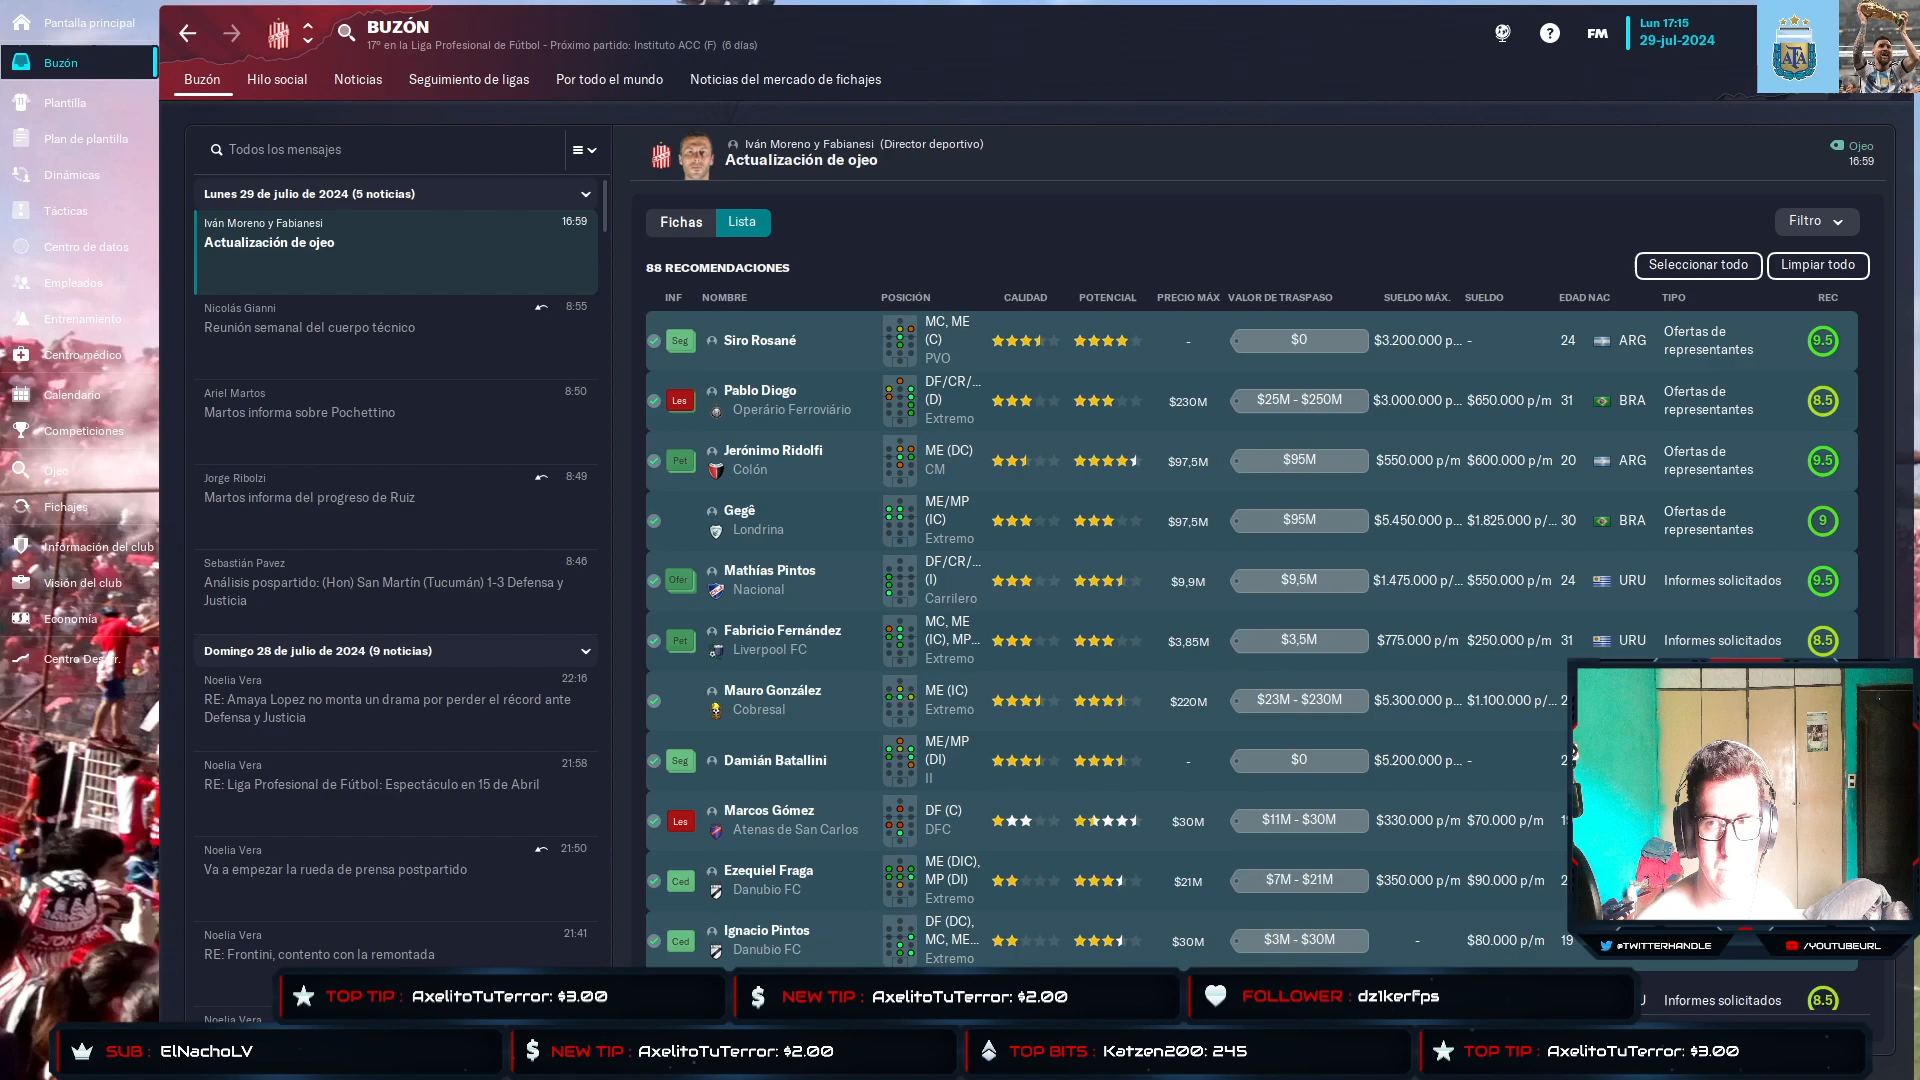 Pantalla principal
Buzón
Plantilla
Plan de plantilla
Dinámicas
Tácticas
Centro de datos
Empleados
Entrenamiento
Centro médico
Calendario
Competiciones
Ojeo
Fichajes
Información del club
Visión del club
Economía
BUZÓN
17º en la Liga Profesional de Fútbol - Próximo partido: Instituto ACC (F) (6 días)
FM
Lun 17:15
29-jul-2024
Buzón Hilo social Noticias Seguimiento de ligas Por todo el mundo Noticias del mercado de fichajes
Todos los mensajes
Lunes 29 de julio de 2024 (5 noticias)
Iván Moreno y Fabianesi 16:59
Actualización de ojeo
Nicolás Gianni 8:55
Reunión semanal del cuerpo técnico
Ariel Martos 8:50
Martos informa sobre Pochettino
Jorge Ribolzi 8:49
Martos informa del progreso de Ruiz
Sebastián Pavez 8:46
Análisis pospartido: (Hon) San Martín (Tucumán) 1-3 Defensa y
Justicia
Domingo 28 de julio de 2024 (9 noticias)
Noelia Vera 22:16
RE: Amaya Lopez no monta un drama por perder el récord ante
Defensa y Justicia
Noelia Vera 21:58
RE: Liga Profesional de Fútbol: Espectáculo en 15 de Abril
Noelia Vera 21:50
Va a empezar la rueda de prensa postpartido
Noelia Vera 21:41
RE: Frontini, contento con la remontada
Noelia Vera
Iván Moreno y Fabianesi (Director deportivo)
Actualización de ojeo
Ojeo
16:59
Fichas Lista
Filtro
88 RECOMENDACIONES
Seleccionar todo Limpiar todo
INF NOMBRE POSICIÓN CALIDAD POTENCIAL PRECIO MÁX VALOR DE TRASPASO SUELDO MÁX. SUELDO EDAD NAC TIPO REC
Seg Siro Rosané MC, ME (C) PVO - $0 $3.200.000 p... - 24 ARG Ofertas de representantes 9.5
Les Pablo Diogo Operário Ferroviário DF/CR/... (D) Extremo $230M $25M - $250M $3.000.000 p... $650.000 p/m 31 BRA Ofertas de representantes 8.5
Pet Jerónimo Ridolfi Colón ME (DC) CM $97,5M $95M $550.000 p/m $600.000 p/m 20 ARG Ofertas de representantes 9.5
Gegê Londrina ME/MP (IC) Extremo $97,5M $95M $5.450.000 p... $1.825.000 p/... 30 BRA Ofertas de representantes 9
Ofer Mathías Pintos Nacional DF/CR/... (I) Carrilero $9,9M $9,5M $1.475.000 p/... $550.000 p/m 24 URU Informes solicitados 9.5
Pet Fabricio Fernández Liverpool FC MC, ME (IC), MP... Extremo $3,85M $3,5M $775.000 p/m $250.000 p/m 31 URU Informes solicitados 8.5
Mauro González Cobresal ME (IC) Extremo $220M $23M - $230M $5.300.000 p... $1.100.000 p/...
Seg Damián Batallini ME/MP (DI) II - $0 $5.200.000 p... -
Les Marcos Gómez Atenas de San Carlos DF (C) DFC $30M $11M - $30M $330.000 p/m $70.000 p/m
Ced Ezequiel Fraga Danubio FC ME (DIC), MP (DI) Extremo $21M $7M - $21M $350.000 p/m $90.000 p/m
Ced Ignacio Pintos Danubio FC DF (DC), MC, ME... Extremo $30M $3M - $30M - $80.000 p/m 19
Informes solicitados 8.5
@TWITTERHANDLE /YOUTUBEURL
TOP TIP : AxelitoTuTerror: $3.00 NEW TIP : AxelitoTuTerror: $2.00 FOLLOWER : dz1kerfps
SUB : ElNachoLV NEW TIP : AxelitoTuTerror: $2.00 TOP BITS : Katzen200: 245 TOP TIP : AxelitoTuTerror: $3.00